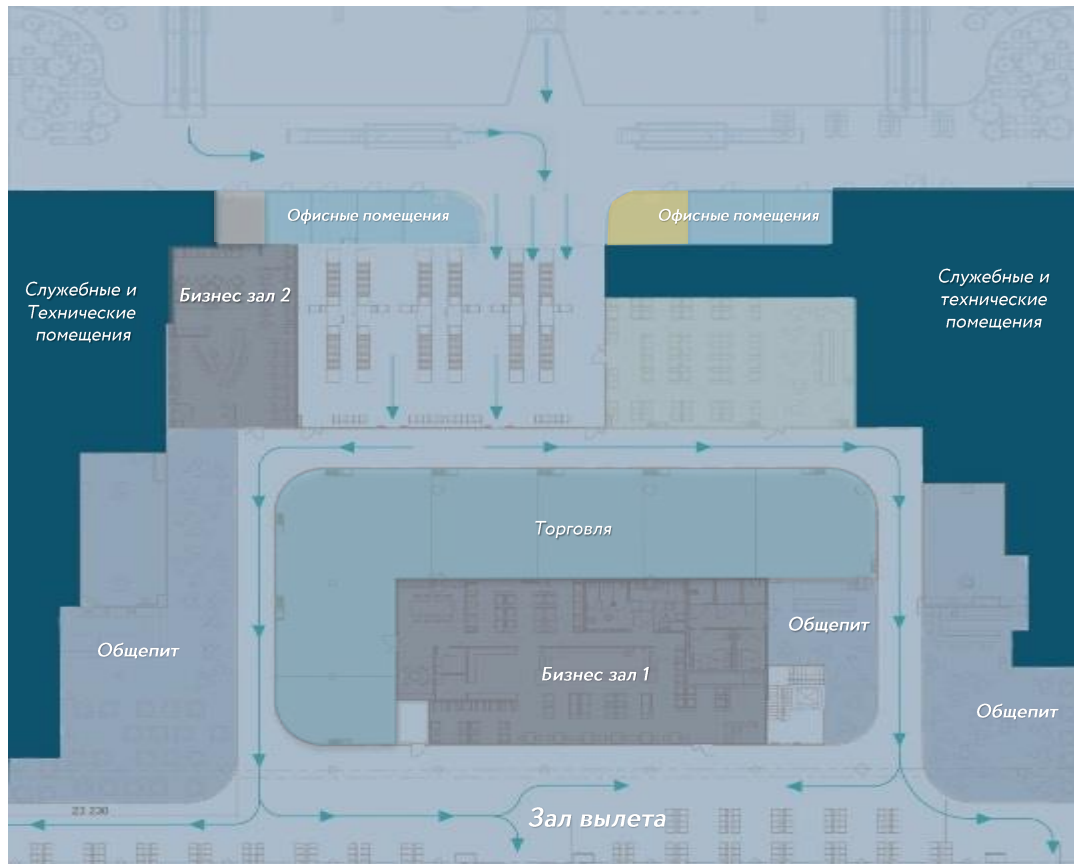 Офисные помещения
Офисные помещения
Служебные и
Технические
помещения
Бизнес зал 2
Служебные и
технические
помещения
Торговля
Общепит
Общепит
Бизнес зал 1
Общепит
Зал вылета